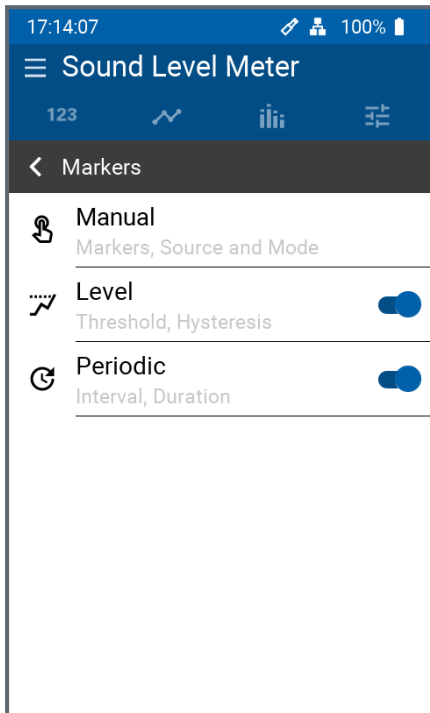 17:14:07 100%
Sound Level Meter
123
Markers
Manual
Markers, Source and Mode
Level
Threshold, Hysteresis
Periodic
Interval, Duration